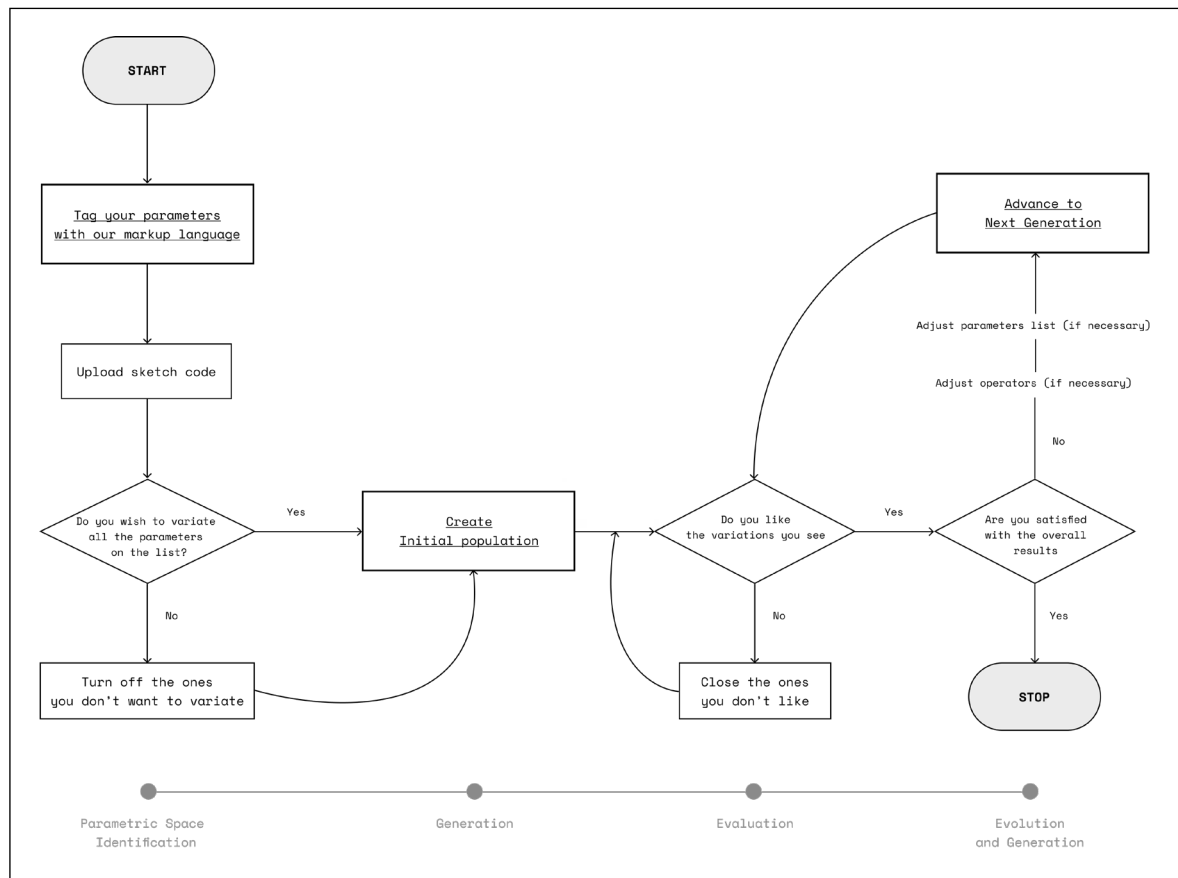 START
Tag your parameters
with our markup language
Upload sketch code
Do you wish to variate
all the parameters
on the list?
Yes
No
Turn off the ones
you don't want to variate
Create
Initial population
Do you like
the variations you see
Yes
No
Close the ones
you don't like
Are you satisfied
with the overall
results
No
Adjust operators (if necessary)
Adjust parameters list (if necessary)
Advance to
Next Generation
Yes
STOP
Parametric Space
Identification
Generation
Evaluation
Evolution
and Generation